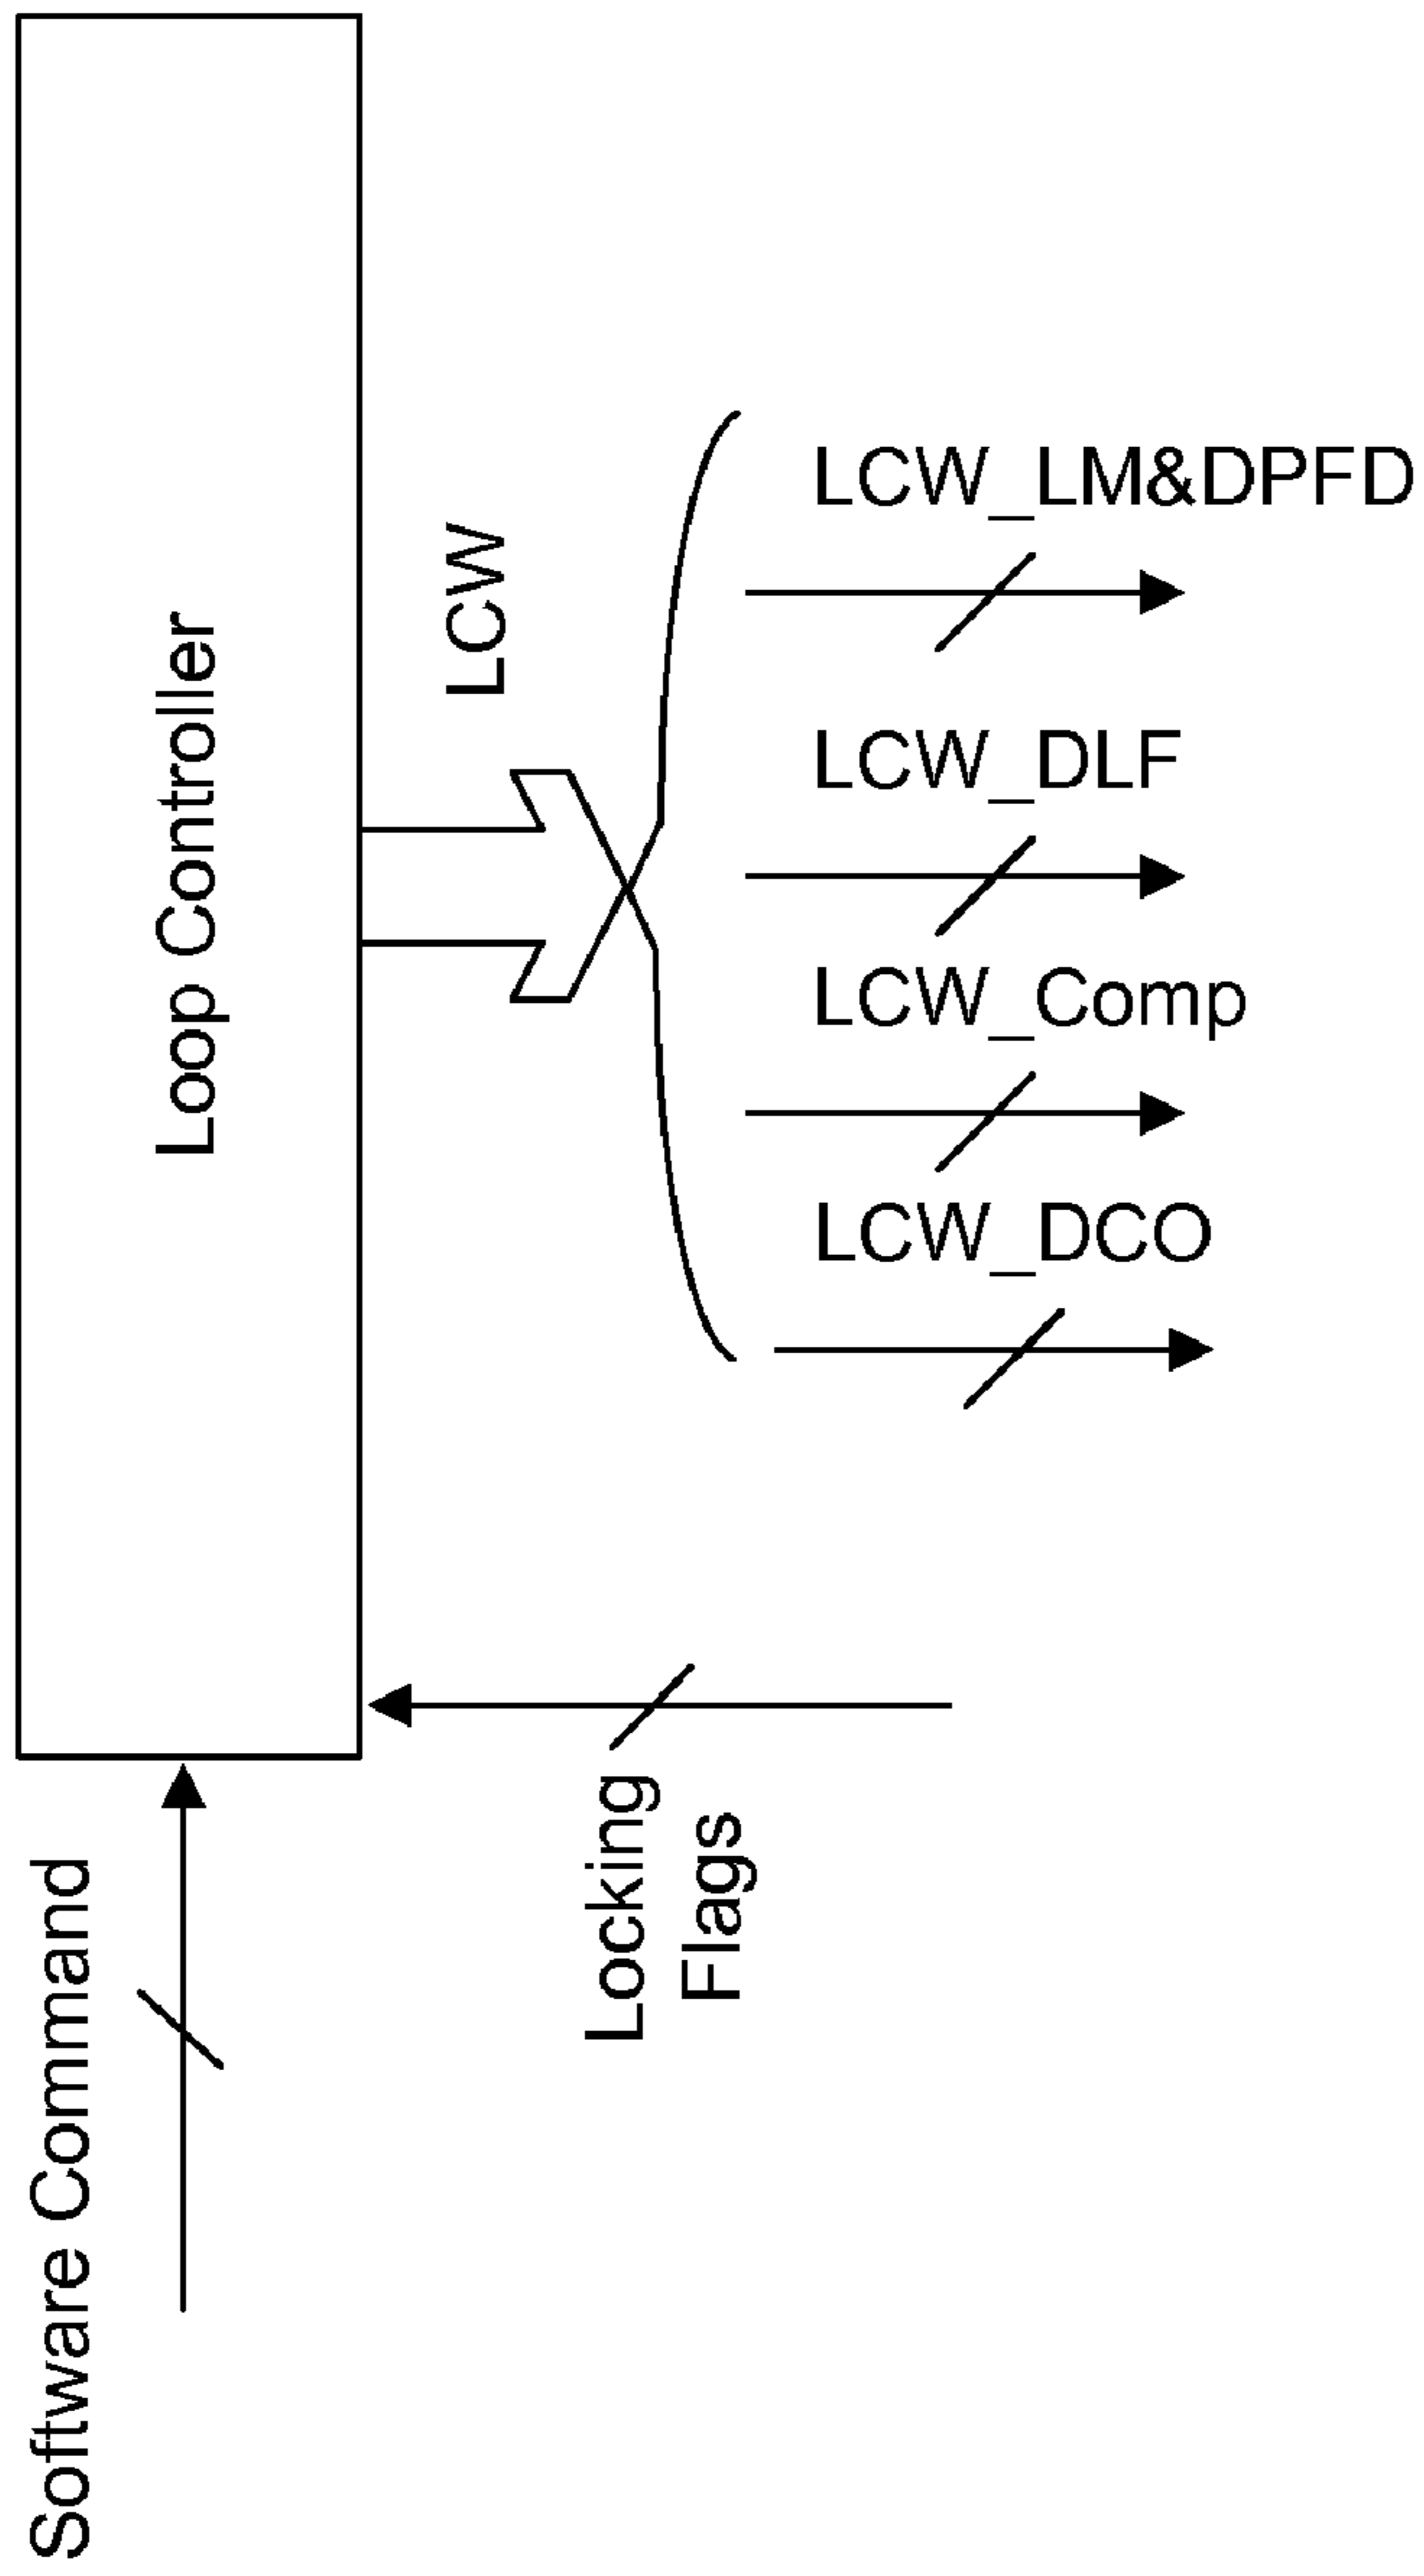 Loop Controller
LCW
LCW_LM&DPFD
LCW_DLF
LCW_Comp
LCW_DCO
Locking
Flags
Software Command